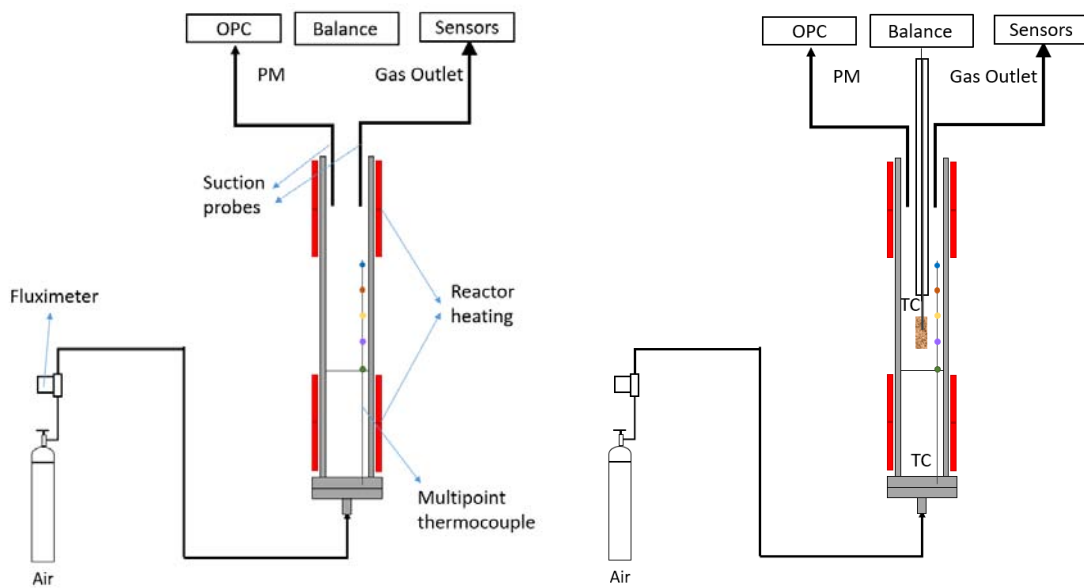 OPC
Balance
Sensors
PM
Gas Outlet
Suction
probes
Fluximeter
Reactor
heating
Multipoint
thermocouple
Air
OPC
Balance
Sensors
PM
Gas Outlet
TC
TC
Air